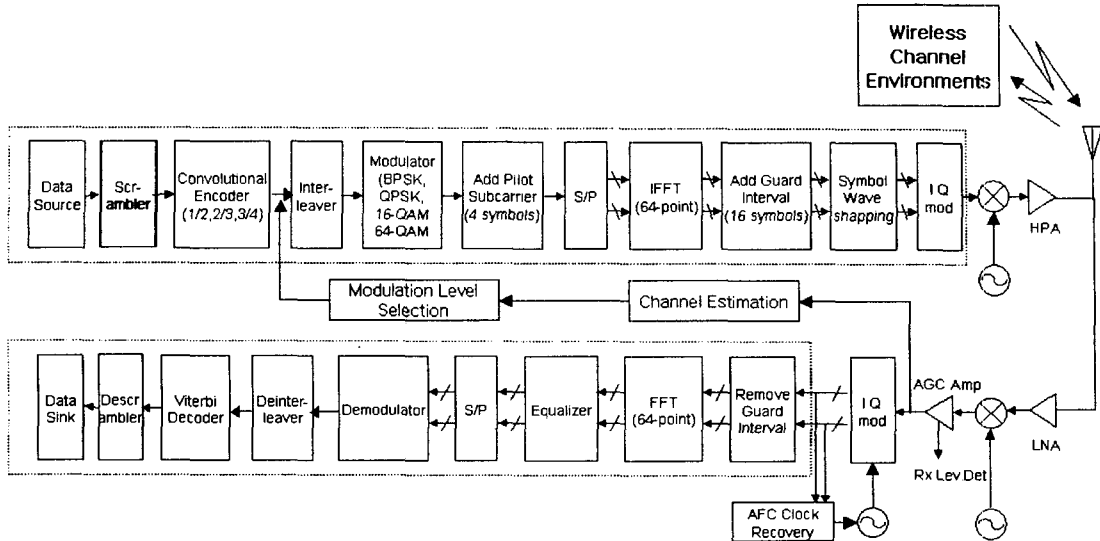 Wireless
Channel
Environments
Data
Source
Scr-
ambler
Convolutional
Encoder
(1/2,2/3,3/4)
Inter-
leaver
Modulator
(BPSK,
QPSK,
16-QAM
64-QAM
Add Pilot
Subcarrier
(4 symbols)
S/P
IFFT
(64-point)
Add Guard
Interval
(16 symbols)
Symbol
Wave
shapping
I Q
mod
HPA
Modulation Level
Selection
Channel Estimation
Data
Sink
Descr
ambler
Viterbi
Decoder
Deinter-
leaver
Demodulator
S/P
Equalizer
FFT
(64-point)
Remove
Guard
Interval
I Q
mod
AGC Amp
LNA
Rx Lev.Det
AFC Clock
Recovery